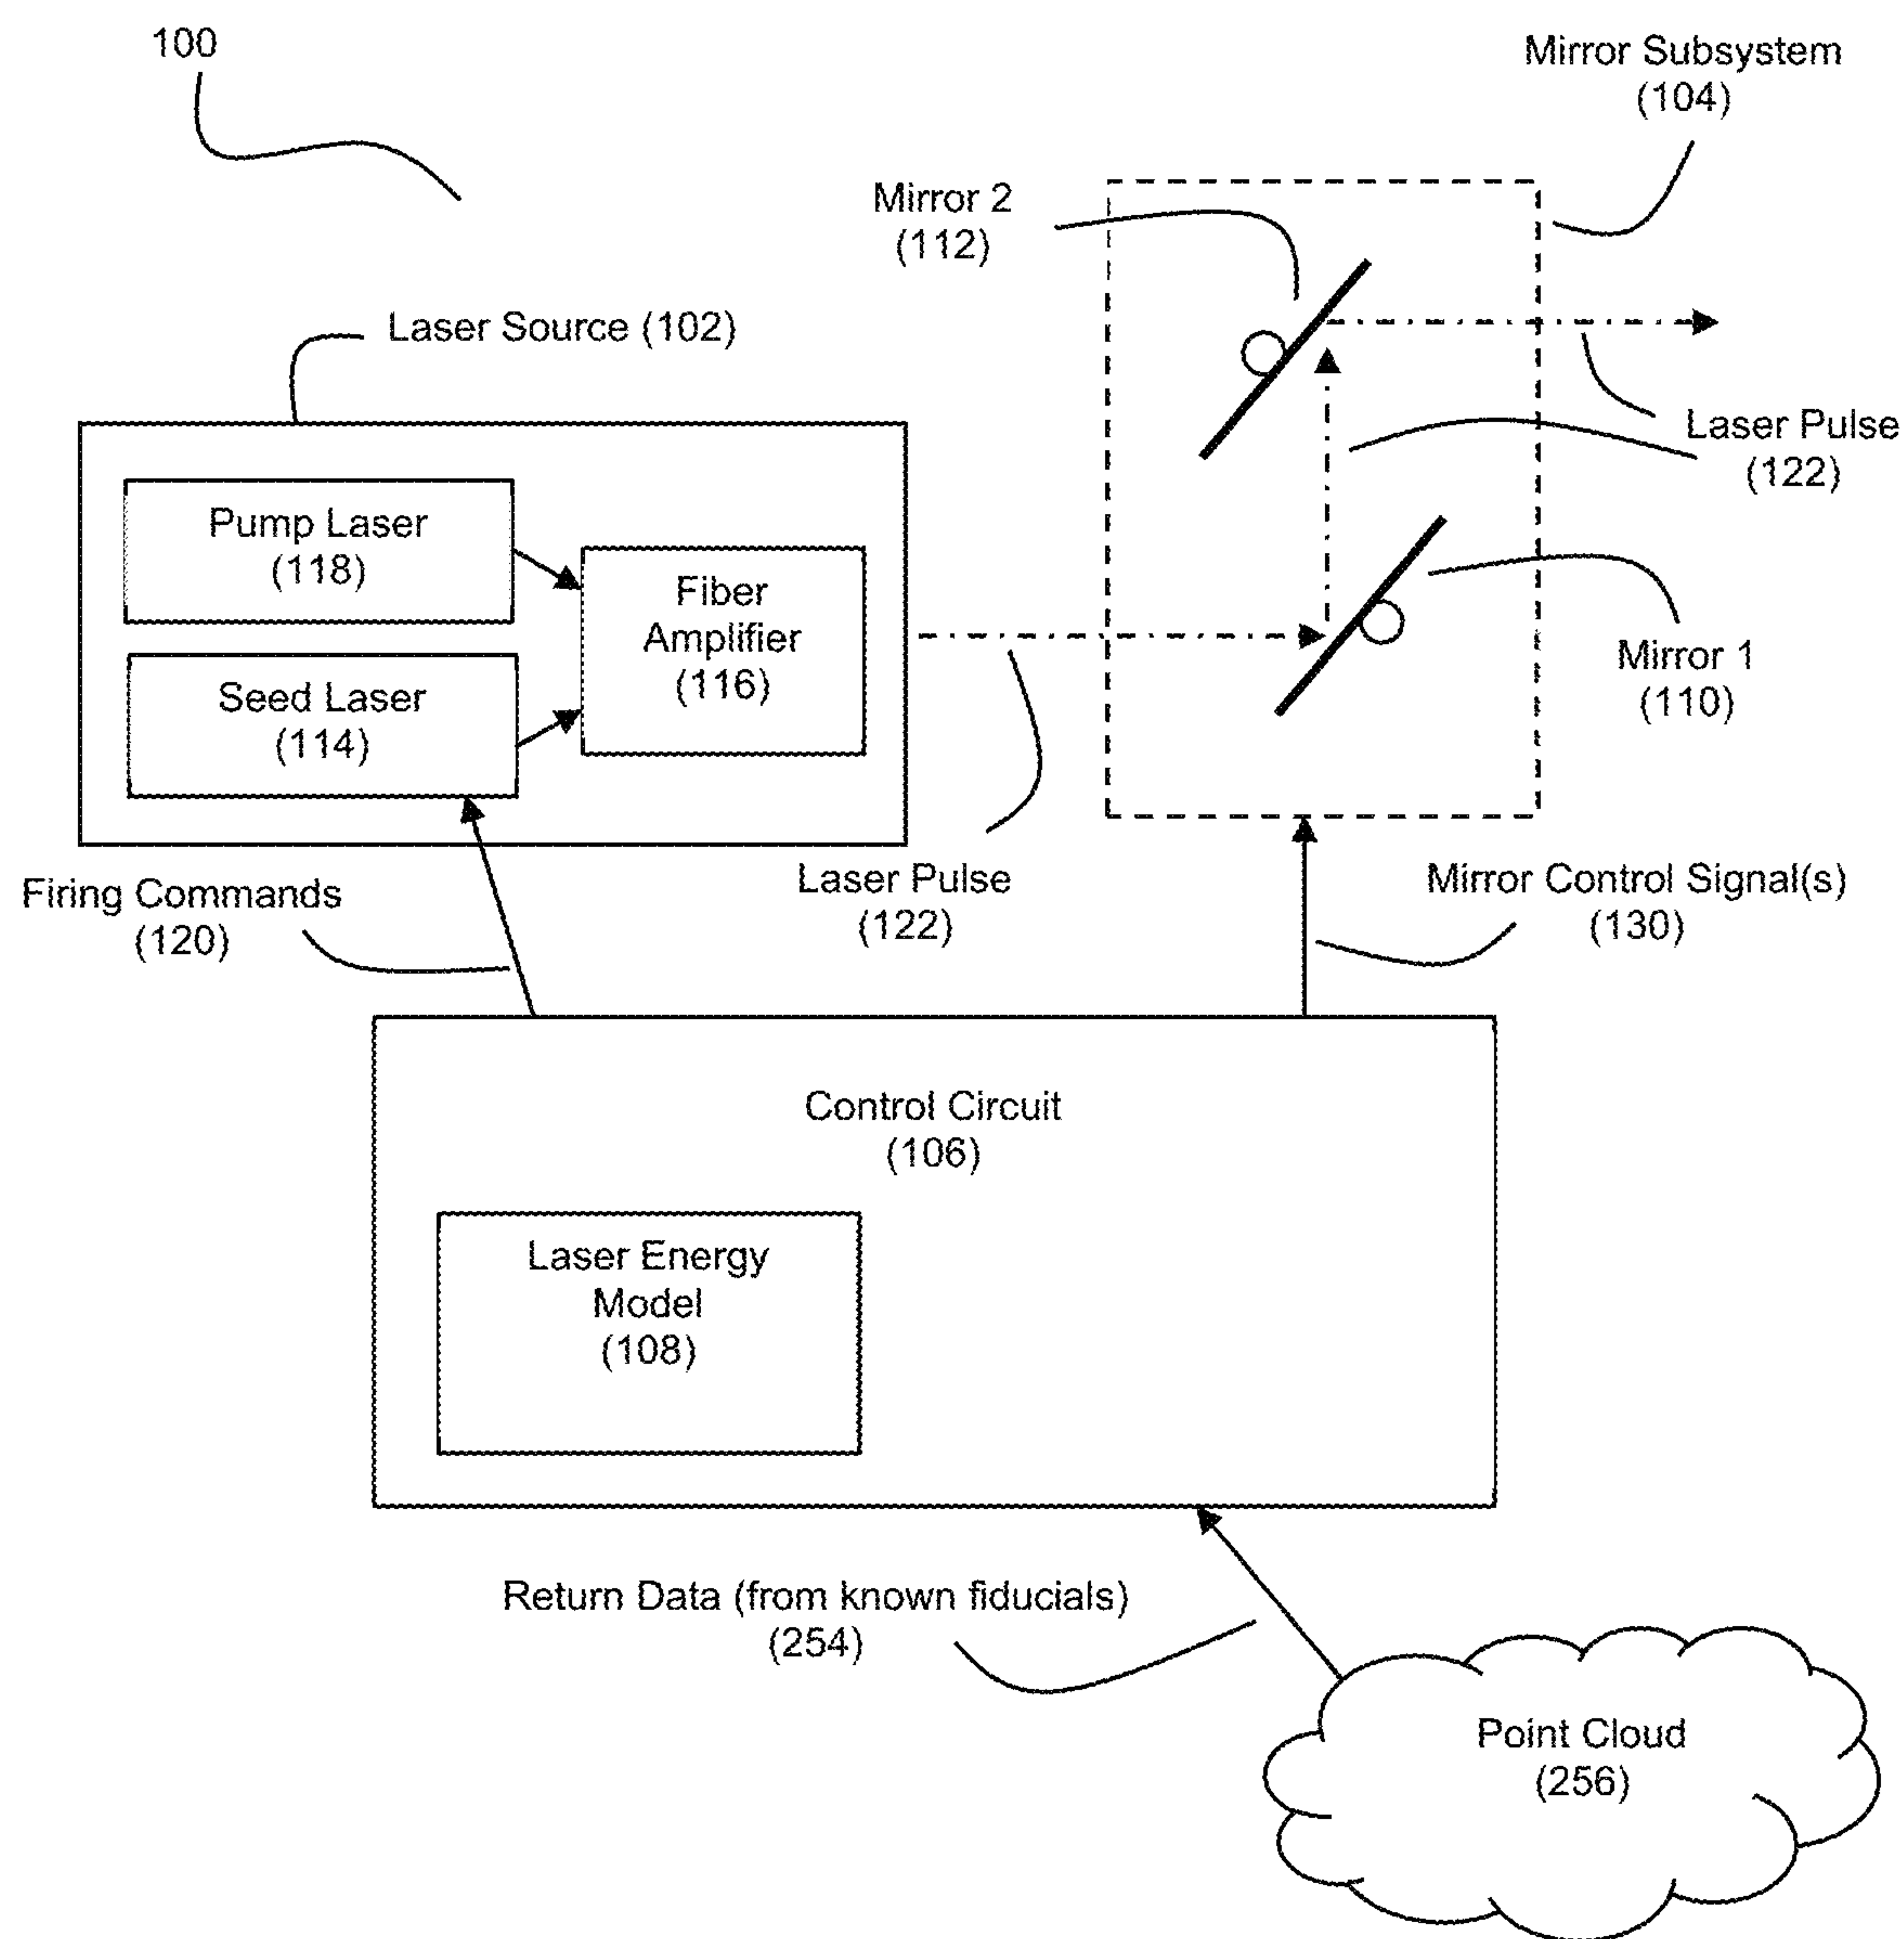 100
Mirror Subsystem
(104)
Mirror 2
(112)
Laser Source (102)
Laser Pulse
(122)
Pump Laser
(118)
Fiber
Amplifier
(116)
Seed Laser
(114)
Mirror 1
(110)
Firing Commands
(120)
Laser Pulse
(122)
Mirror Control Signal(s)
(130)
Control Circuit
(106)
Laser Energy
Model
(108)
Return Data (from known fiducials)
(254)
Point Cloud
(256)